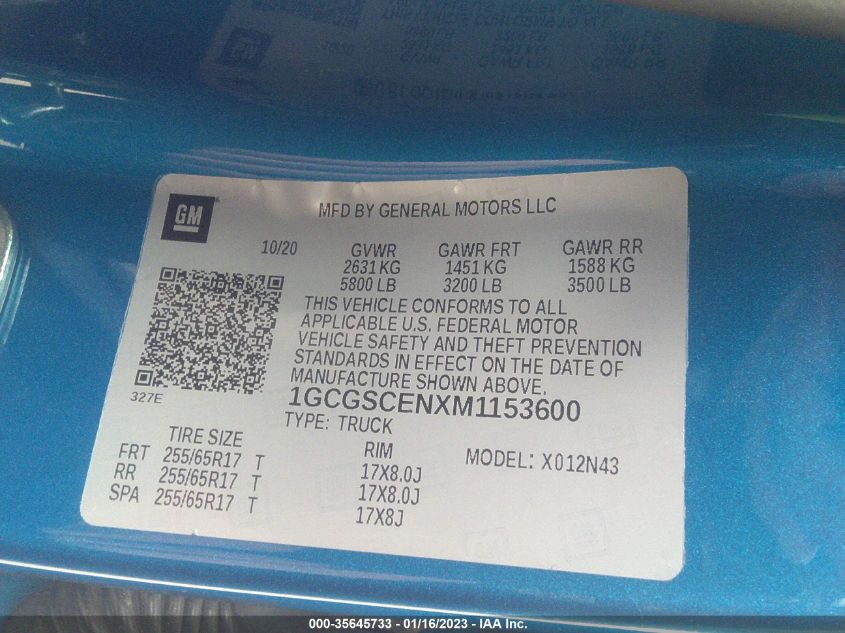 GM
MFD BY GENERAL MOTORS LLC
10/20 GVWR GAWR FRT GAWR RR
2631 KG 1451 KG 1588 KG
5800 LB 3200 LB 3500 LB
THIS VEHICLE CONFORMS TO ALL
APPLICABLE U.S. FEDERAL MOTOR
VEHICLE SAFETY AND THEFT PREVENTION
STANDARDS IN EFFECT ON THE DATE OF
MANUFACTURE SHOWN ABOVE.
327E
1GCGSCENXM1153600
TYPE: TRUCK
TIRE SIZE RIM MODEL: X012N43
FRT 255/65R17 T 17X8.0J
RR 255/65R17 T 17X8.0J
SPA 255/65R17 T 17X8J
000-35645733 - 01/16/2023 - IAA Inc.